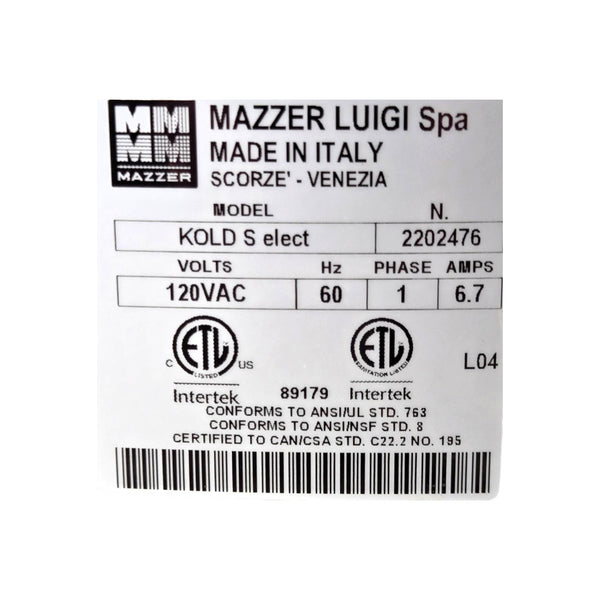 MM
MM
MAZZER
MAZZER LUIGI Spa
MADE IN ITALY
SCORZE' - VENEZIA
MODEL N.
KOLD S elect 2202476
VOLTS Hz PHASE AMPS
120VAC 60 1 6.7
ETL ETL
LISTED SANITATION LISTED
C US L04
Intertek 89179 Intertek
CONFORMS TO ANSI/UL STD. 763
CONFORMS TO ANSI/NSF STD. 8
CERTIFIED TO CAN/CSA STD. C22.2 NO. 195